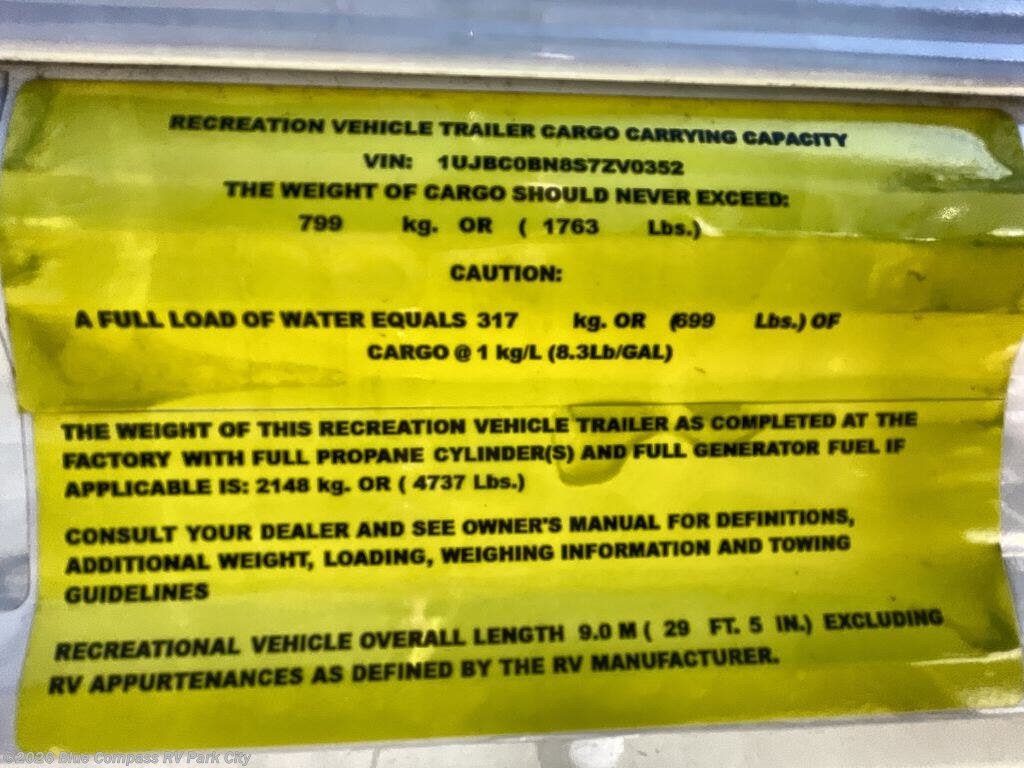 RECREATION VEHICLE TRAILER CARGO CARRYING CAPACITY
VIN: 1UJBC0BN8S7ZV0352
THE WEIGHT OF CARGO SHOULD NEVER EXCEED:
799 kg. OR ( 1763 Lbs.)
CAUTION:
A FULL LOAD OF WATER EQUALS 317 kg. OR (699 Lbs.) OF
CARGO @ 1 kg/L (8.3Lb/GAL)
THE WEIGHT OF THIS RECREATION VEHICLE TRAILER AS COMPLETED AT THE
FACTORY WITH FULL PROPANE CYLINDER(S) AND FULL GENERATOR FUEL IF
APPLICABLE IS: 2148 kg. OR ( 4737 Lbs.)
CONSULT YOUR DEALER AND SEE OWNER'S MANUAL FOR DEFINITIONS,
ADDITIONAL WEIGHT, LOADING, WEIGHING INFORMATION AND TOWING
GUIDELINES
RECREATIONAL VEHICLE OVERALL LENGTH 9.0 M ( 29 FT. 5 IN.) EXCLUDING
RV APPURTENANCES AS DEFINED BY THE RV MANUFACTURER.
©2026 Blue Compass RV Park City